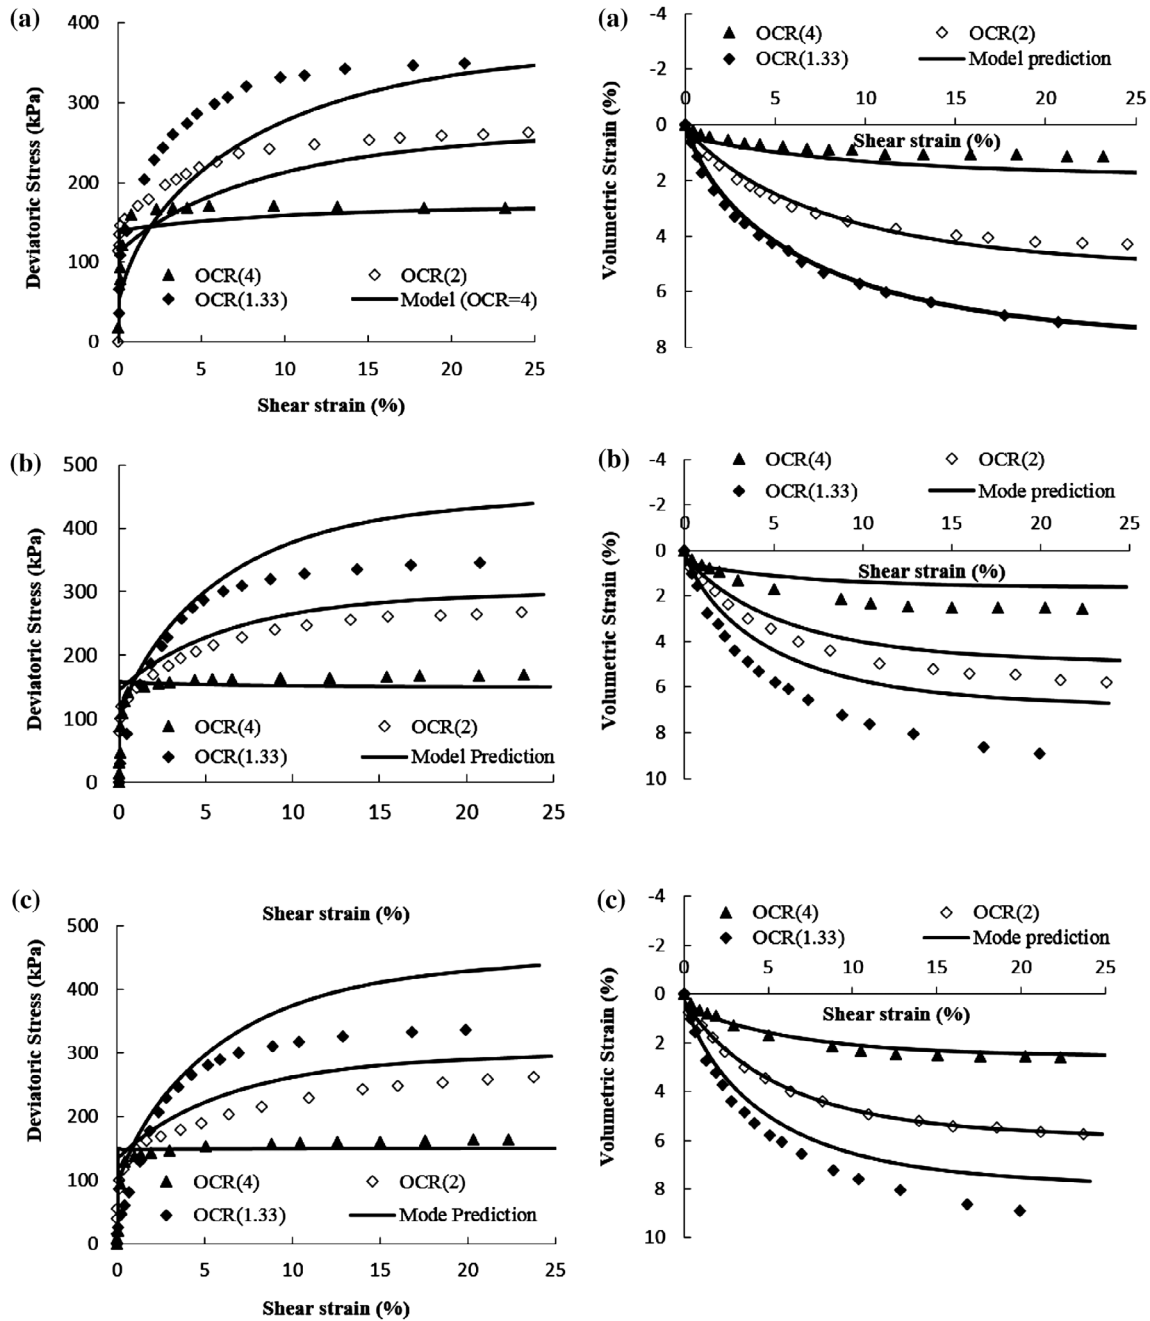 (a)
400
300
200
100
0
Deviatoric Stress (kPa)
OCR(4)
OCR(2)
OCR(1.33)
Model (OCR=4)
0 5 10 15 20 25
Shear strain (%)
(a)
-4
-2
0
2
4
6
8
Volumetric Strain (%)
OCR(4)
OCR(2)
OCR(1.33)
Model prediction
0 5 10 15 20 25
Shear strain (%)
(b)
500
400
300
200
100
0
Deviatoric Stress (kPa)
OCR(4)
OCR(2)
OCR(1.33)
Model Prediction
0 5 10 15 20 25
Shear strain (%)
(b)
-4
-2
0
2
4
6
8
10
Volumetric Strain (%)
OCR(4)
OCR(2)
OCR(1.33)
Mode prediction
0 5 10 15 20 25
Shear strain (%)
(c)
500
400
300
200
100
0
Deviatoric Stress (kPa)
OCR(4)
OCR(2)
OCR(1.33)
Mode Prediction
0 5 10 15 20 25
Shear strain (%)
(c)
-4
-2
0
2
4
6
8
10
Volumetric Strain (%)
OCR(4)
OCR(2)
OCR(1.33)
Mode prediction
0 5 10 15 20 25
Shear strain (%)